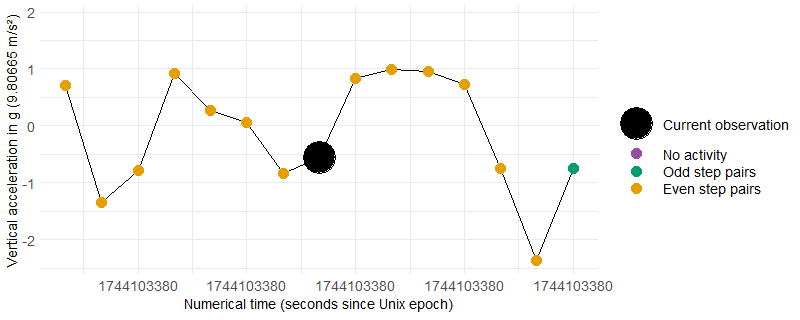 Vertical acceleration in g (9.80665 m/s²)
2
1
0
-1
-2
1744103380 1744103380 1744103380 1744103380 1744103380
Numerical time (seconds since Unix epoch)
Current observation
No activity
Odd step pairs
Even step pairs